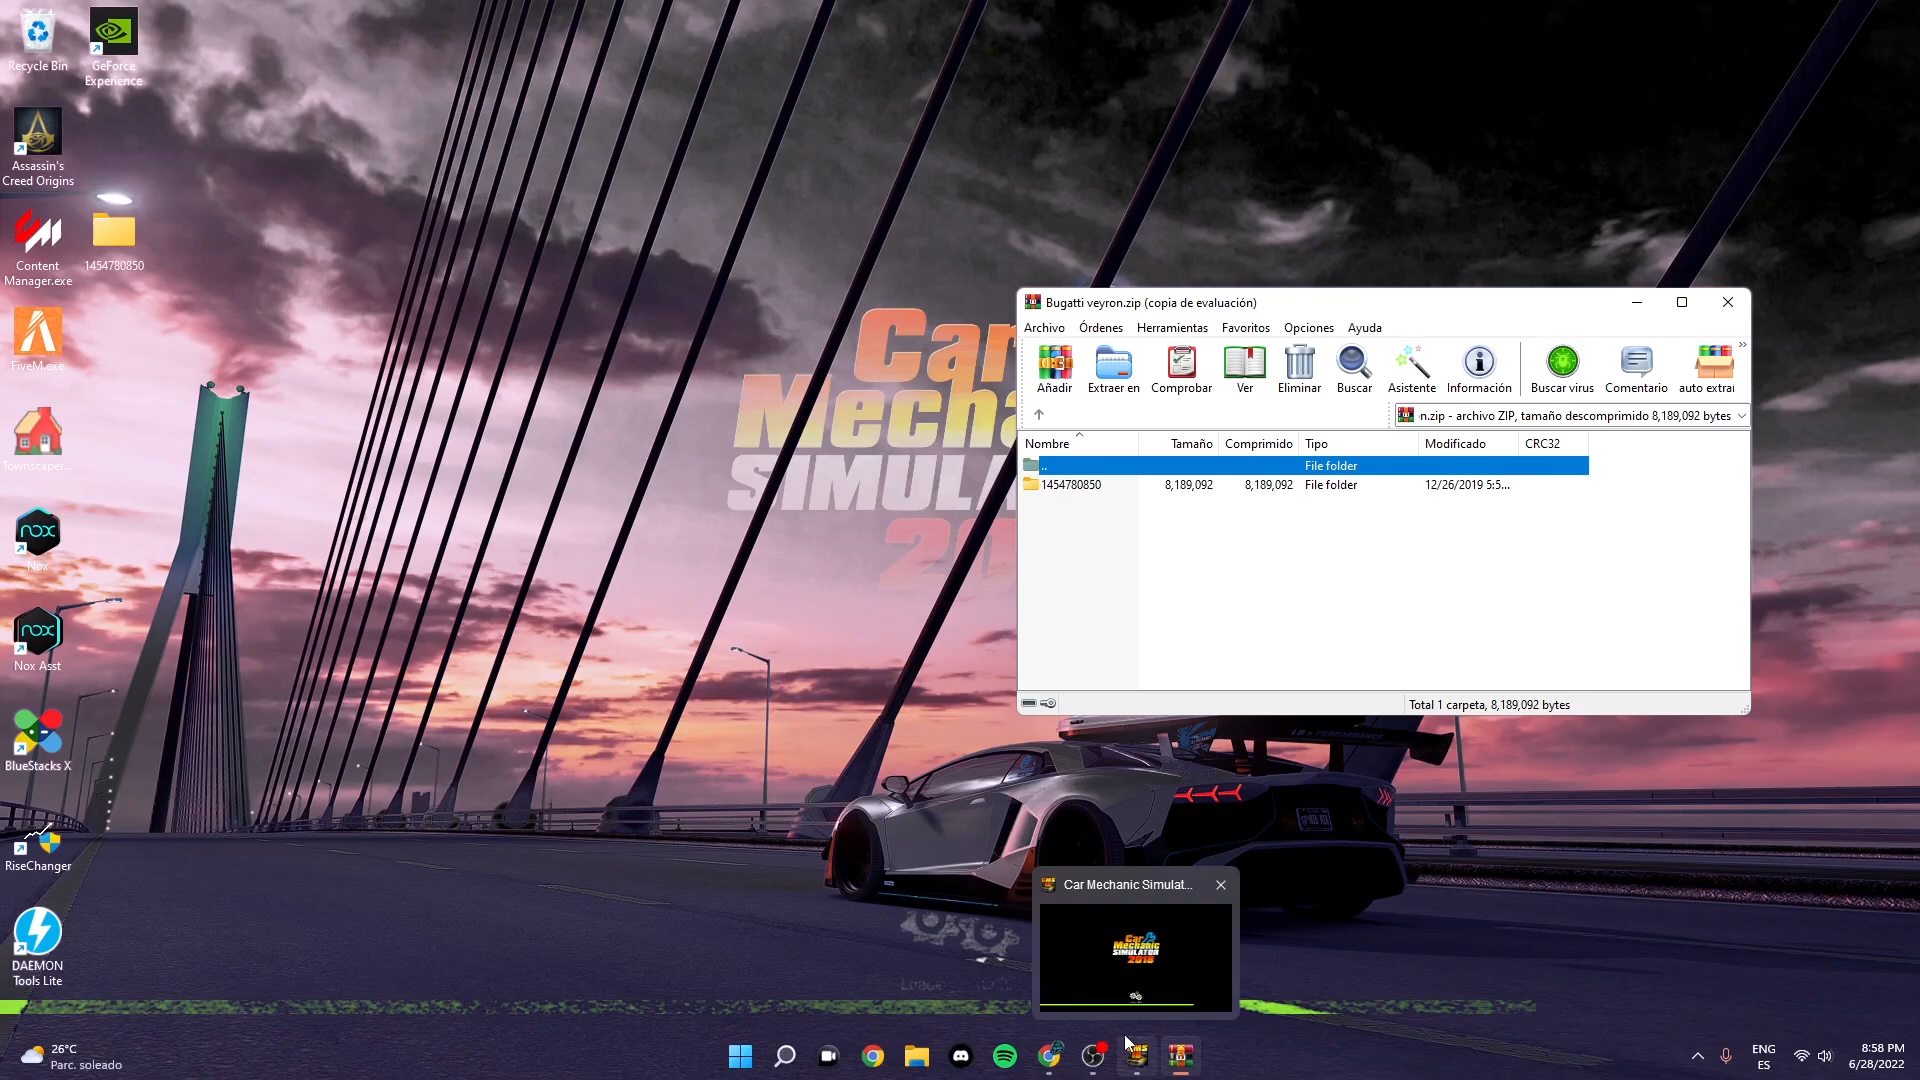 Recycle Bin
GeForce
Experience
Assassin's
Creed Origins
Content
Manager.exe
1454780850
FiveM.exe
Townscaper...
Nox
Nox Asst
BlueStacks X
RiseChanger
DAEMON
Tools Lite
Car
Mecha
SIMUL
20
Bugatti veyron.zip (copia de evaluación)
Archivo Órdenes Herramientas Favoritos Opciones Ayuda
Añadir Extraer en Comprobar Ver Eliminar Buscar Asistente Información Buscar virus Comentario auto extrai
n.zip - archivo ZIP, tamaño descomprimido 8,189,092 bytes
Nombre Tamaño Comprimido Tipo Modificado CRC32
.. File folder
1454780850 8,189,092 8,189,092 File folder 12/26/2019 5:5...
Total 1 carpeta, 8,189,092 bytes
LB★PERFORMANCE
Car Mechanic Simulat...
Car
Mechanic
SIMULATOR
2018
26°C
Parc. soleado
ENG
ES
8:58 PM
6/28/2022